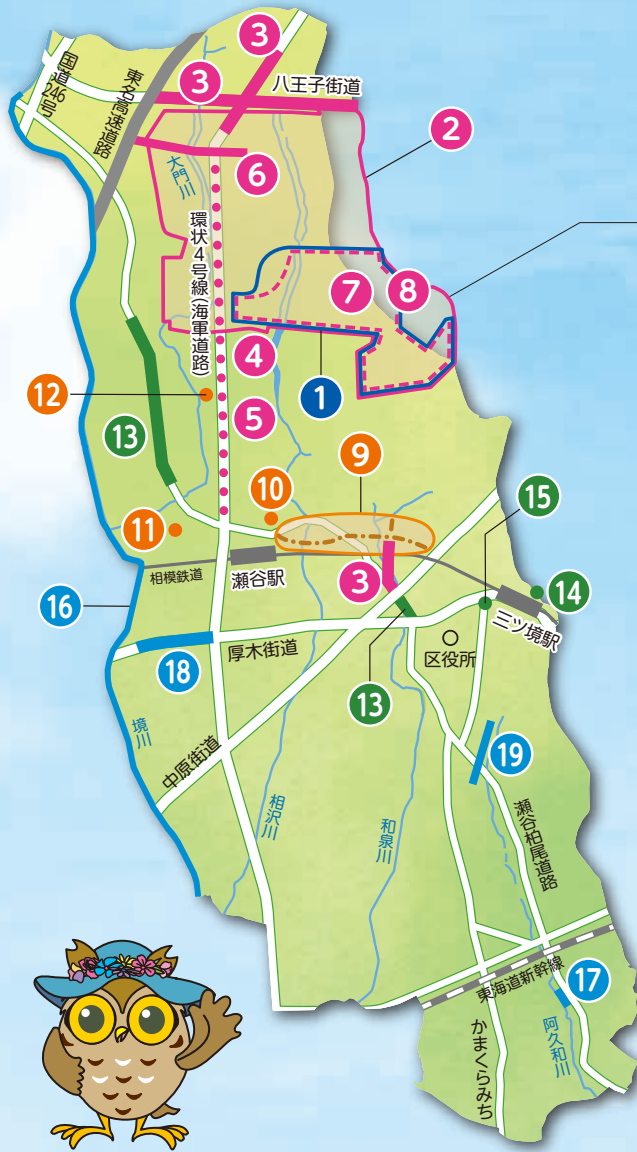 3
3
八王子街道
国道246号
東名高速道路
2
6
大門川
環状4号線(海軍道路)
7
8
4
1
12
5
13
9
10
15
11
相模鉄道
瀬谷駅
3
14
三ツ境駅
16
18
厚木街道
区役所
13
境川
中原街道
19
相沢川
和泉川
瀬谷柏尾道路
東海道新幹線
17
かまくらみち
阿久和川